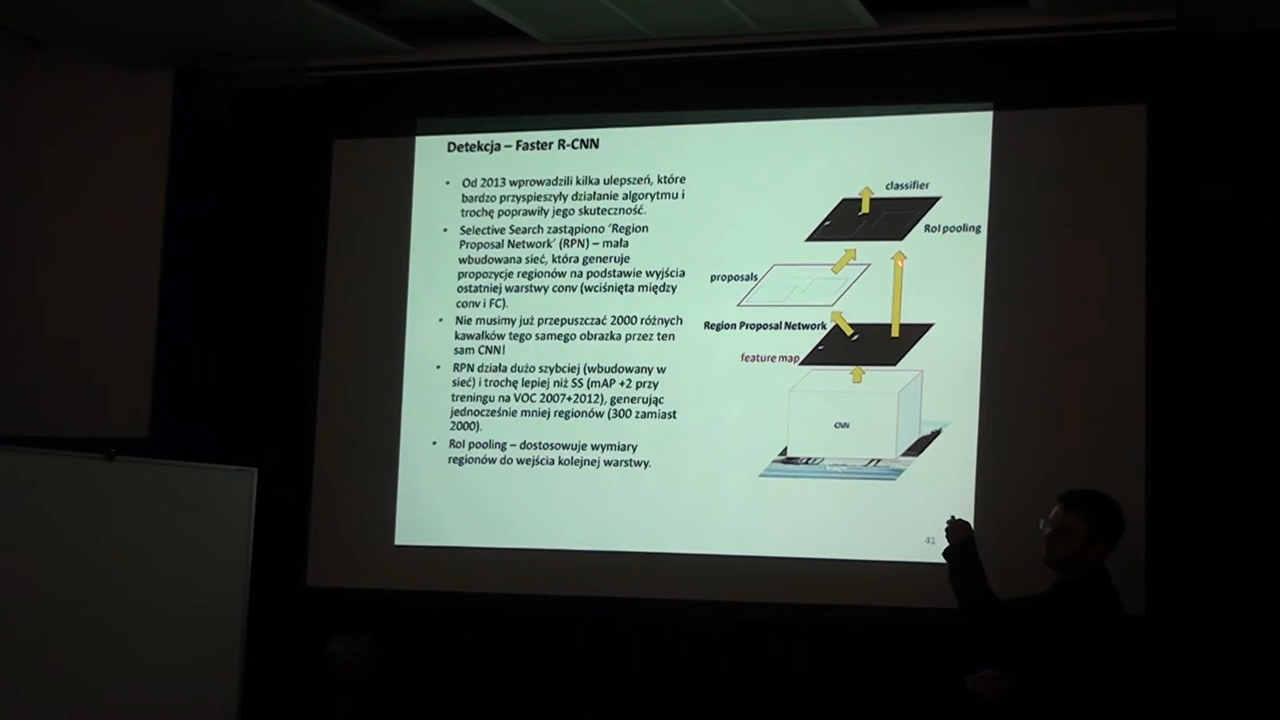 Detekcja – Faster R-CNN
• Od 2013 wprowadzili kilka ulepszeń, które
bardzo przyspieszyły działanie algorytmu i
trochę poprawiły jego skuteczność.
• Selective Search zastąpiono 'Region
Proposal Network' (RPN) – mała
wbudowana sieć, która generuje
propozycje regionów na podstawie wyjścia
ostatniej warstwy conv (wciśnięta między
conv i FC).
• Nie musimy już przepuszczać 2000 różnych
kawałków tego samego obrazka przez ten
sam CNN!
• RPN działa dużo szybciej (wbudowany w
sieć) i trochę lepiej niż SS (mAP +2 przy
treningu na VOC 2007+2012), generując
jednocześnie mniej regionów (300 zamiast
2000).
• RoI pooling – dostosowuje wymiary
regionów do wejścia kolejnej warstwy.
classifier
RoI pooling
proposals
Region Proposal Network
feature map
CNN
41